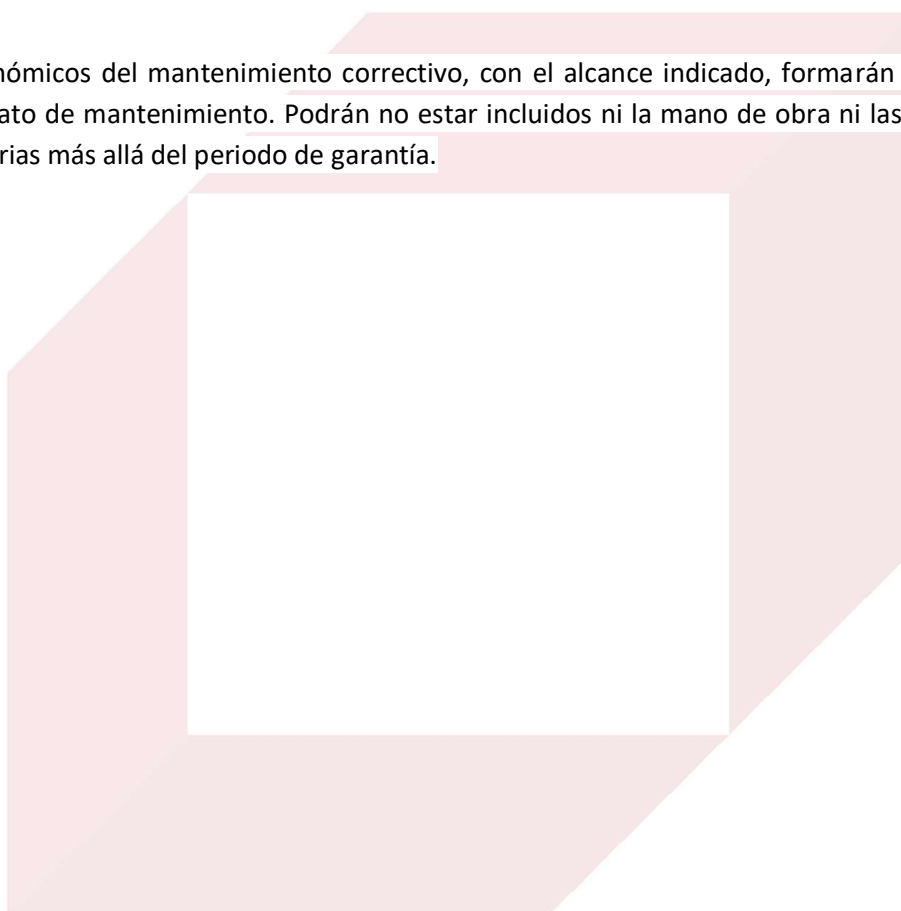 nómicos del mantenimiento correctivo, con el alcance indicado, formarán
ato de mantenimiento. Podrán no estar incluidos ni la mano de obra ni las
rias más allá del periodo de garantía.